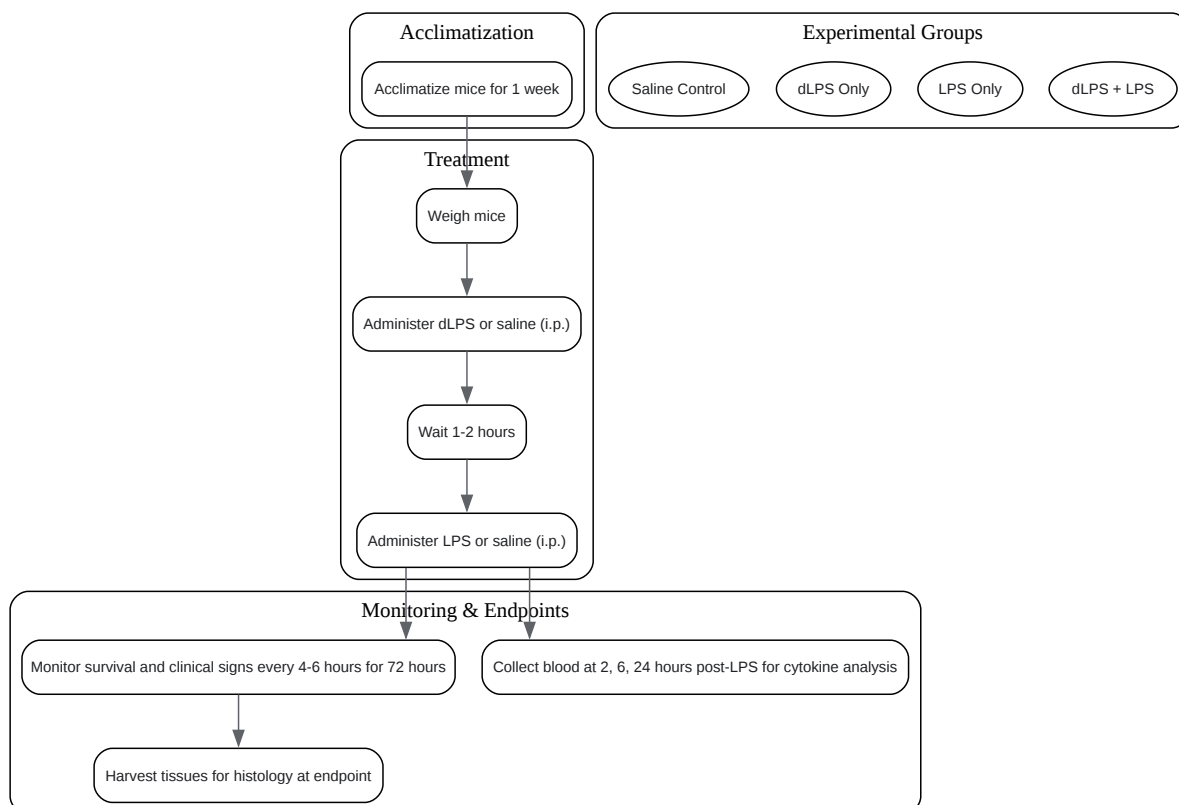 Acclimatization
Acclimatize mice for 1 week
Experimental Groups
Saline Control
dLPS Only
LPS Only
dLPS + LPS
Treatment
Weigh mice
Administer dLPS or saline (i.p.)
Wait 1-2 hours
Administer LPS or saline (i.p.)
Monitoring & Endpoints
Monitor survival and clinical signs every 4-6 hours for 72 hours
Collect blood at 2, 6, 24 hours post-LPS for cytokine analysis
Harvest tissues for histology at endpoint